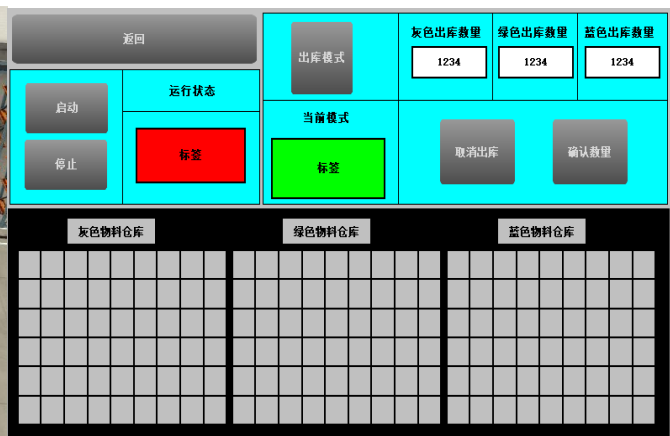 返回
启动
停止
运行状态
标签
出库模式
当前模式
标签
灰色出库数量
绿色出库数量
蓝色出库数量
1234
1234
1234
取消出库
确认数量
灰色物料仓库
绿色物料仓库
蓝色物料仓库